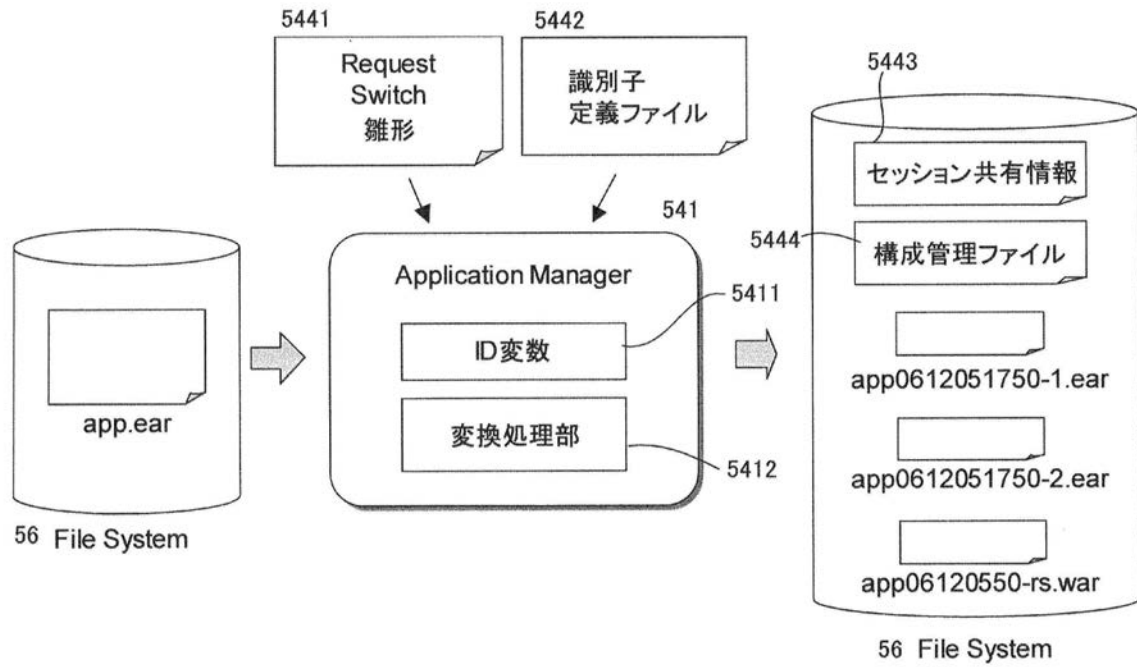 5441
Request
Switch
雛形
5442
識別子
定義ファイル
5443
セッション共有情報
5444
構成管理ファイル
541
Application Manager
5411
ID変数
変換処理部
5412
app.ear
56 File System
app0612051750-1.ear
app0612051750-2.ear
app06120550-rs.war
56 File System